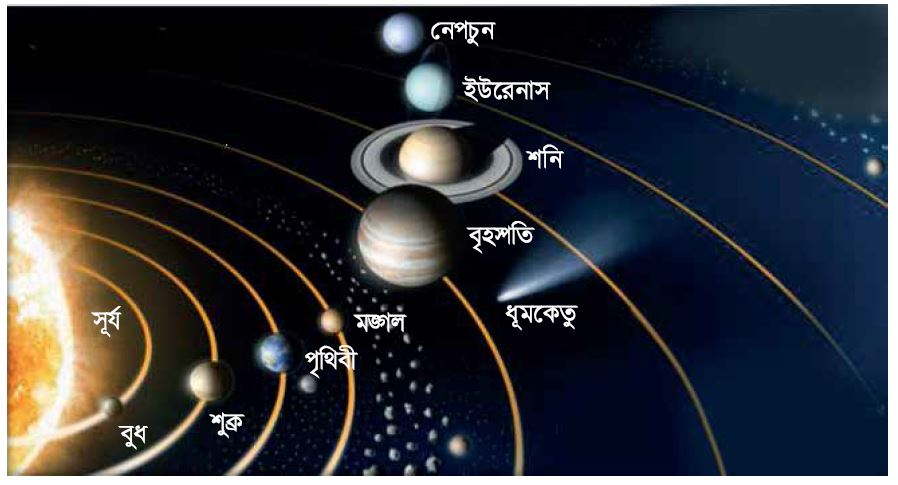 নেপচুন
ইউরেনাস
শনি
বৃহস্পতি
ধূমকেতু
সূর্য
মঙ্গল
পৃথিবী
শুক্র
বুধ